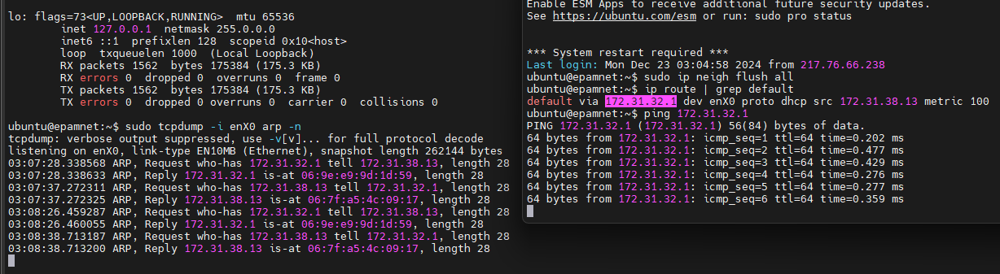 lo: flags=73<UP,LOOPBACK,RUNNING>  mtu 65536
        inet 127.0.0.1  netmask 255.0.0.0
        inet6 ::1  prefixlen 128  scopeid 0x10<host>
        loop  txqueuelen 1000  (Local Loopback)
        RX packets 1562  bytes 175384 (175.3 KB)
        RX errors 0  dropped 0  overruns 0  frame 0
        TX packets 1562  bytes 175384 (175.3 KB)
        TX errors 0  dropped 0 overruns 0  carrier 0  collisions 0

ubuntu@epamnet:~$ sudo tcpdump -i enX0 arp -n
tcpdump: verbose output suppressed, use -v[v]... for full protocol decode
listening on enX0, link-type EN10MB (Ethernet), snapshot length 262144 bytes
03:07:28.338568 ARP, Request who-has 172.31.32.1 tell 172.31.38.13, length 28
03:07:28.338633 ARP, Reply 172.31.32.1 is-at 06:9e:e9:9d:1d:59, length 28
03:07:37.272311 ARP, Request who-has 172.31.38.13 tell 172.31.32.1, length 28
03:07:37.272325 ARP, Reply 172.31.38.13 is-at 06:7f:a5:4c:09:17, length 28
03:08:26.459287 ARP, Request who-has 172.31.32.1 tell 172.31.38.13, length 28
03:08:26.460055 ARP, Reply 172.31.32.1 is-at 06:9e:e9:9d:1d:59, length 28
03:08:38.713187 ARP, Request who-has 172.31.38.13 tell 172.31.32.1, length 28
03:08:38.713200 ARP, Reply 172.31.38.13 is-at 06:7f:a5:4c:09:17, length 28
Enable ESM Apps to receive additional future security updates.
See https://ubuntu.com/esm or run: sudo pro status

*** System restart required ***
Last login: Mon Dec 23 03:04:58 2024 from 217.76.66.238
ubuntu@epamnet:~$ sudo ip neigh flush all
ubuntu@epamnet:~$ ip route | grep default
default via 172.31.32.1 dev enX0 proto dhcp src 172.31.38.13 metric 100
ubuntu@epamnet:~$ ping 172.31.32.1
PING 172.31.32.1 (172.31.32.1) 56(84) bytes of data.
64 bytes from 172.31.32.1: icmp_seq=1 ttl=64 time=0.202 ms
64 bytes from 172.31.32.1: icmp_seq=2 ttl=64 time=0.477 ms
64 bytes from 172.31.32.1: icmp_seq=3 ttl=64 time=0.429 ms
64 bytes from 172.31.32.1: icmp_seq=4 ttl=64 time=0.276 ms
64 bytes from 172.31.32.1: icmp_seq=5 ttl=64 time=0.277 ms
64 bytes from 172.31.32.1: icmp_seq=6 ttl=64 time=0.359 ms